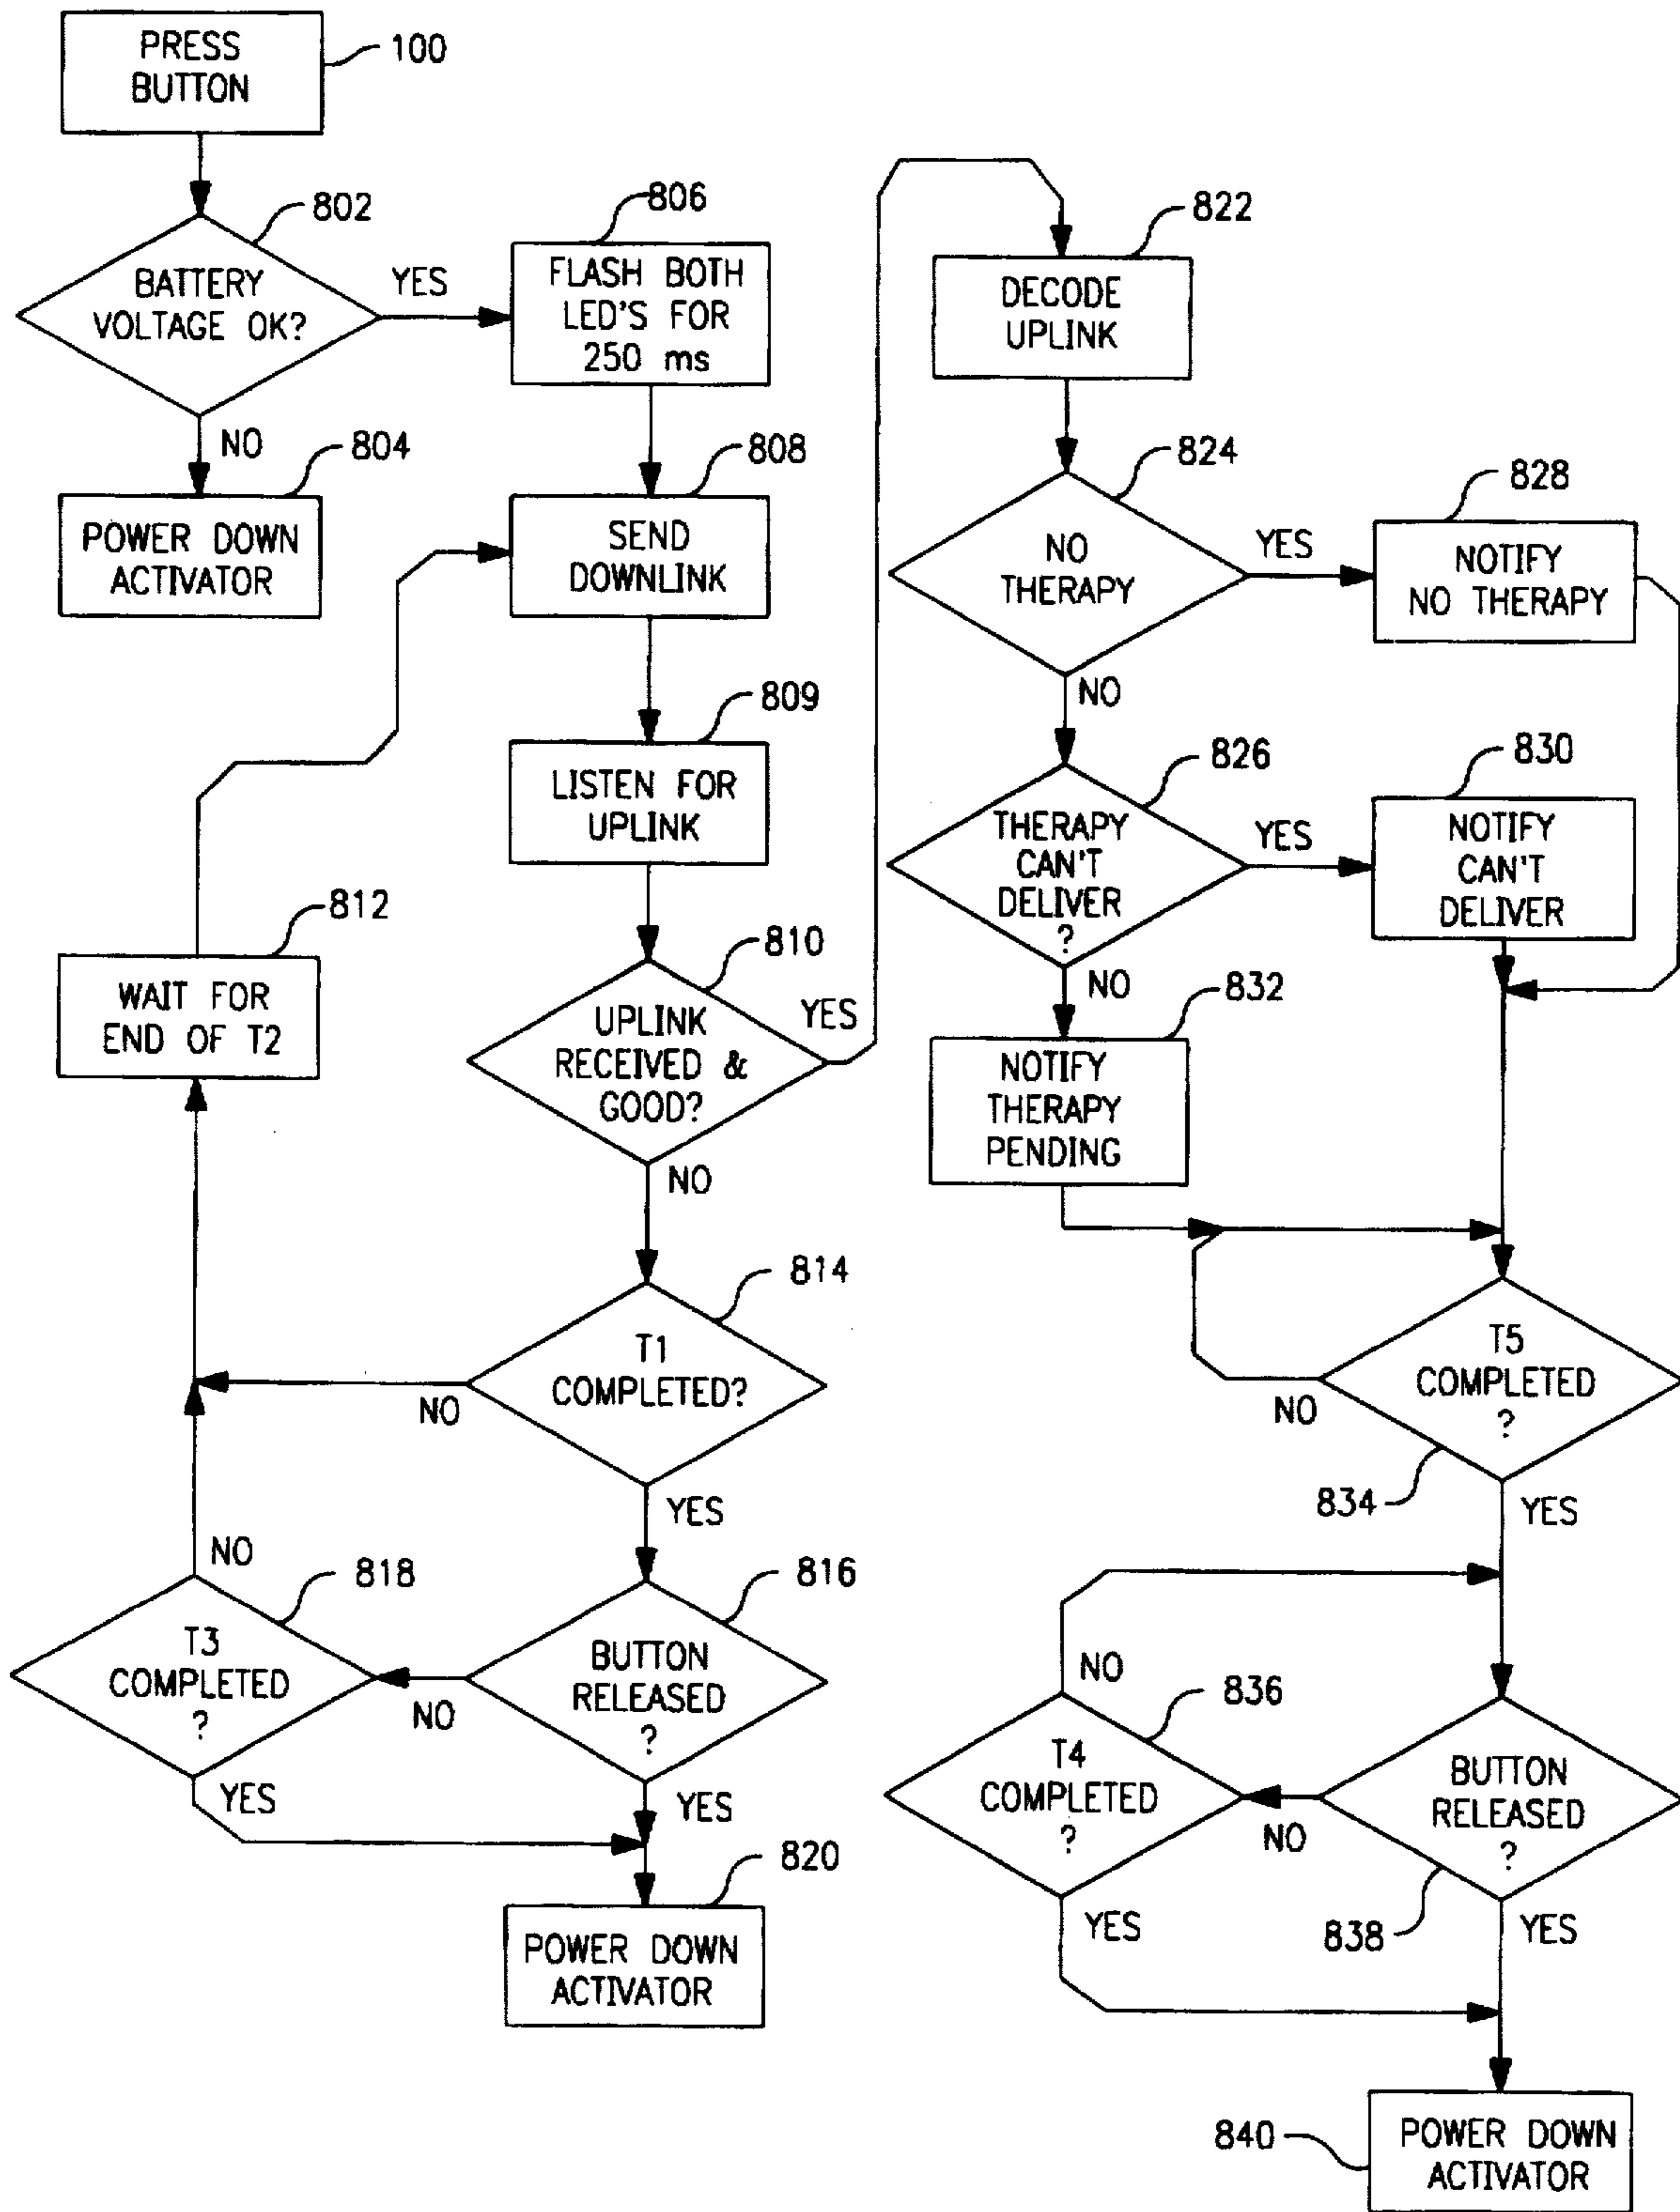 PRESS
BUTTON
100
802
BATTERY
VOLTAGE OK?
YES
NO
804
POWER DOWN
ACTIVATOR
806
FLASH BOTH
LED'S FOR
250 ms
808
SEND
DOWNLINK
809
LISTEN FOR
UPLINK
812
WAIT FOR
END OF T2
810
UPLINK
RECEIVED &
GOOD?
YES
NO
814
T1
COMPLETED?
NO
YES
816
BUTTON
RELEASED
?
NO
YES
818
T3
COMPLETED
?
NO
YES
820
POWER DOWN
ACTIVATOR
822
DECODE
UPLINK
824
NO
THERAPY
YES
NO
828
NOTIFY
NO THERAPY
826
THERAPY
CAN'T
DELIVER
?
YES
NO
830
NOTIFY
CAN'T
DELIVER
832
NOTIFY
THERAPY
PENDING
T5
COMPLETED
?
NO
834
YES
836
T4
COMPLETED
?
NO
YES
BUTTON
RELEASED
?
NO
838
YES
840
POWER DOWN
ACTIVATOR